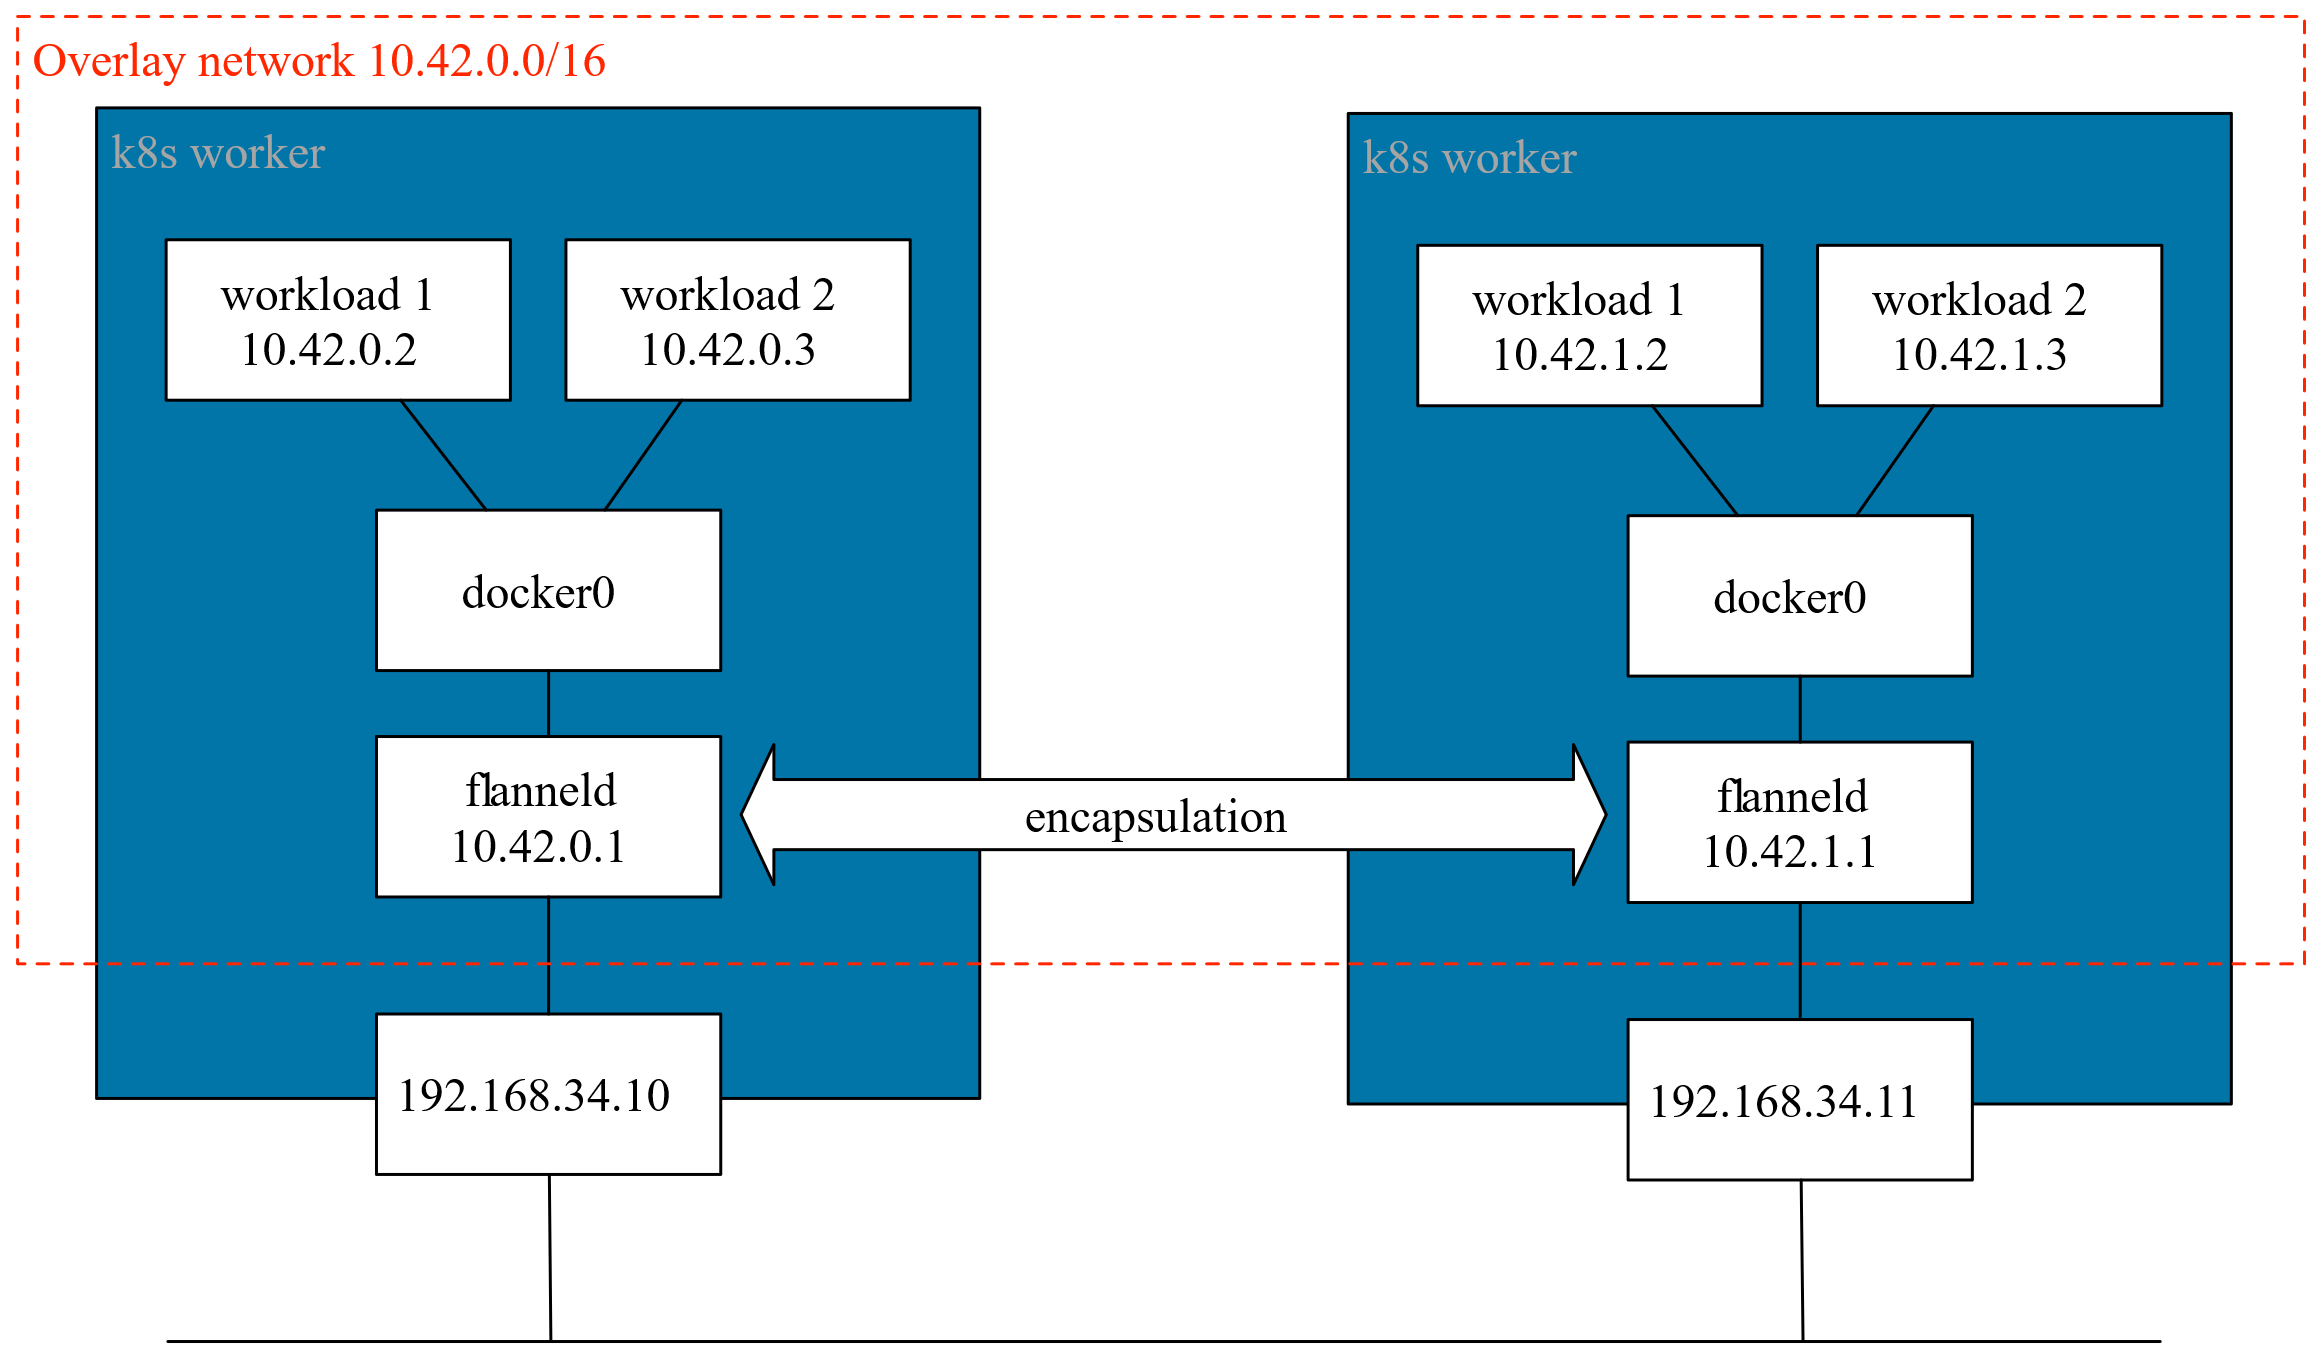 Overlay network 10.42.0.0/16
k8s worker
workload 1
10.42.0.2
workload 2
10.42.0.3
docker0
flanneld
10.42.0.1
192.168.34.10
encapsulation
k8s worker
workload 1
10.42.1.2
workload 2
10.42.1.3
docker0
flanneld
10.42.1.1
192.168.34.11